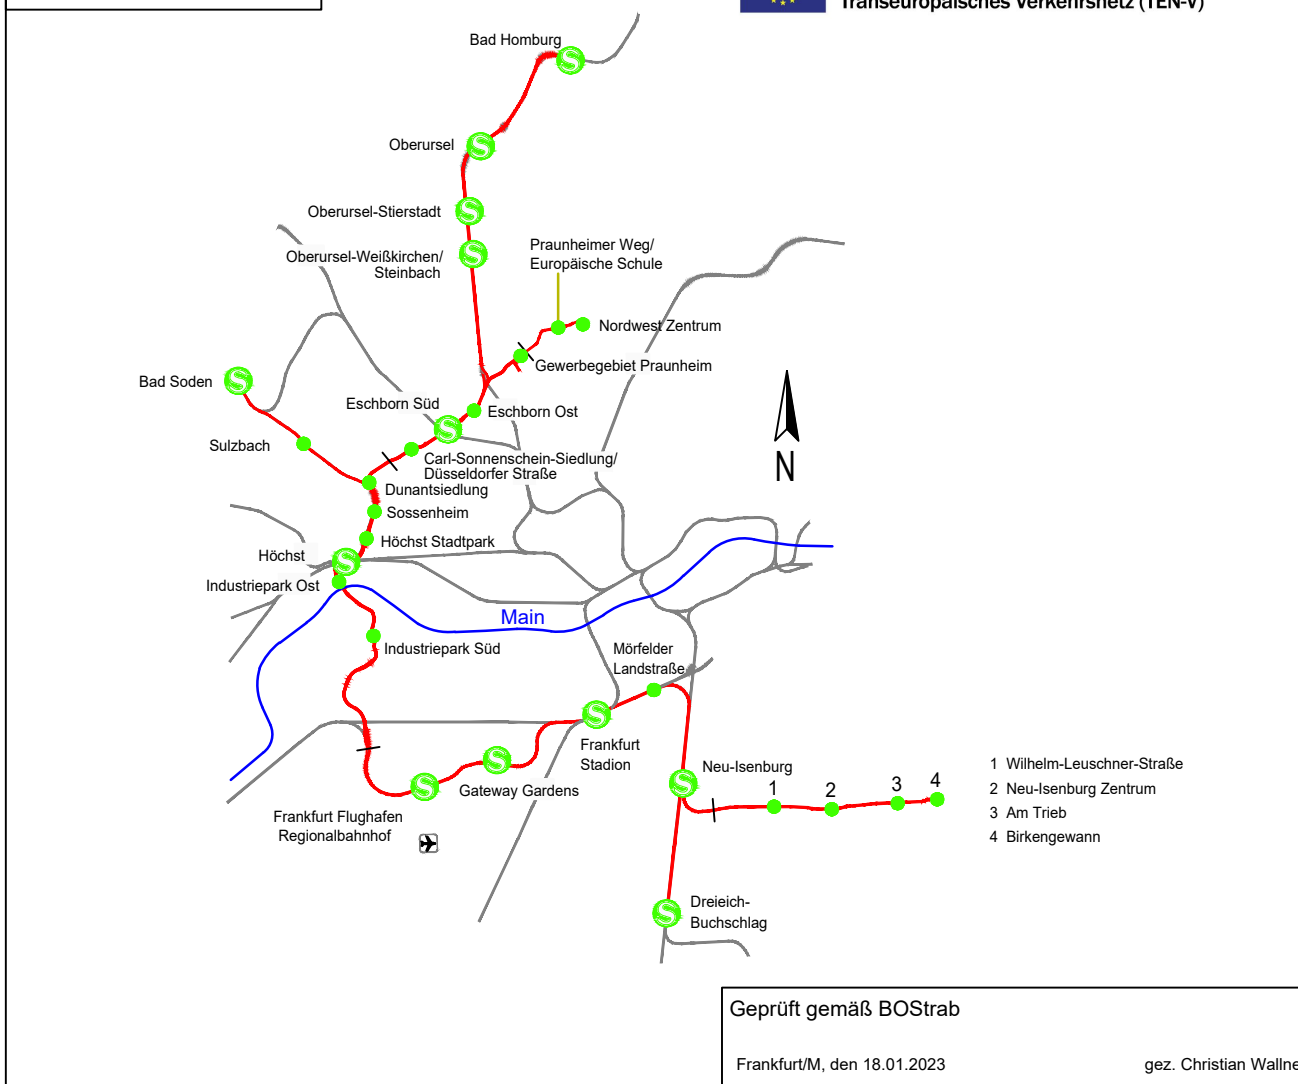 Transeuropäisches Verkehrsnetz (TEN-V)
Bad Homburg
Oberursel
Oberursel-Stierstadt
Oberursel-Weißkirchen/
Steinbach
Praunheimer Weg/
Europäische Schule
Nordwest Zentrum
Gewerbegebiet Praunheim
Bad Soden
Eschborn Süd
Eschborn Ost
Sulzbach
Carl-Sonnenschein-Siedlung/
Düsseldorfer Straße
Dunantsiedlung
Sossenheim
Höchst Stadtpark
Höchst
Industriepark Ost
N
Main
Industriepark Süd
Mörfelder
Landstraße
Frankfurt
Stadion
Gateway Gardens
Frankfurt Flughafen
Regionalbahnhof
Neu-Isenburg
1 2 3 4
1 Wilhelm-Leuschner-Straße
2 Neu-Isenburg Zentrum
3 Am Trieb
4 Birkengewann
Dreieich-
Buchschlag
Geprüft gemäß BOStrab
Frankfurt/M, den 18.01.2023 gez. Christian Wallne